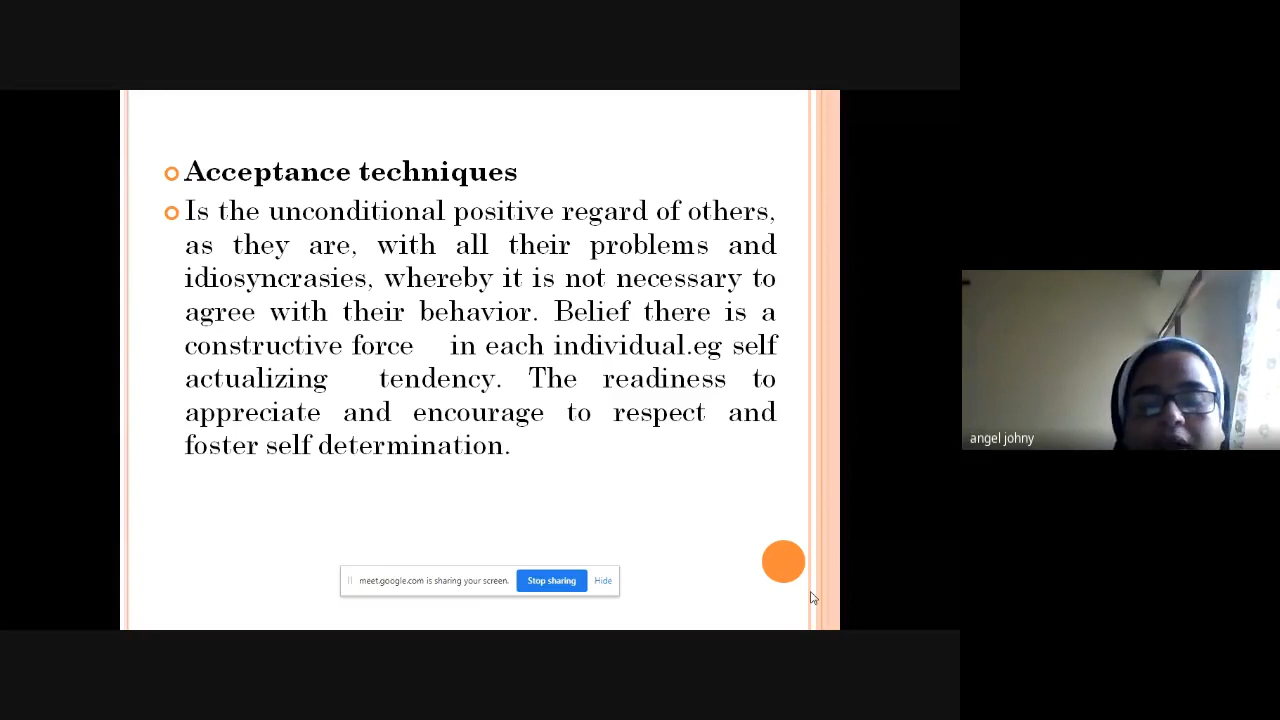 Acceptance techniques
Is the unconditional positive regard of others,
as they are, with all their problems and
idiosyncrasies, whereby it is not necessary to
agree with their behavior. Belief there is a
constructive force in each individual.eg self
actualizing tendency. The readiness to
appreciate and encourage to respect and
foster self determination.
angel johny
meet.google.com is sharing your screen. Stop sharing Hide